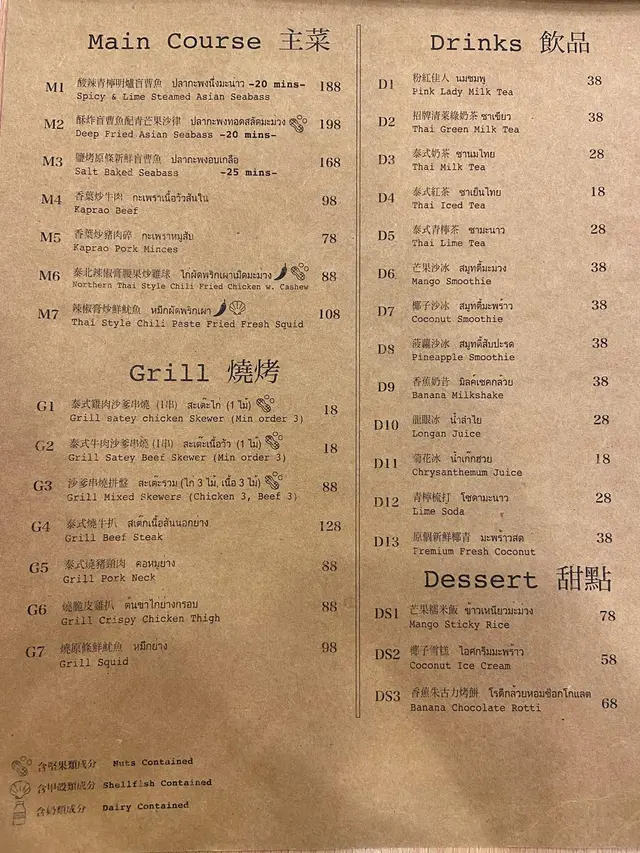 Main Course 主菜
M1 酸辣青檸明爐盲曹魚 ปลากะพงนึ่งมะนาว -20 mins- 188
Spicy & Lime Steamed Asian Seabass
M2 酥炸盲曹魚配青芒果沙律 ปลากะพงทอดสลัดมะม่วง 198
Deep Fried Asian Seabass -20 mins-
M3 鹽烤原條新鮮盲曹魚 ปลากะพงอบเกลือ 168
Salt Baked Seabass -25 mins-
M4 香葉炒牛肉 กะเพราเนื้อวัวสันใน 98
Kaprao Beef
M5 香葉炒豬肉碎 กะเพราหมูสับ 78
Kaprao Pork Minces
M6 泰北辣椒膏腰果炒雞球 ไก่ผัดพริกเผาเม็ดมะม่วง 88
Northern Thai Style Chili Fried Chicken w. Cashew
M7 辣椒膏炒鮮魷魚 หมึกผัดพริกเผา 108
Thai Style Chili Paste Fried Fresh Squid
Grill 燒烤
G1 泰式雞肉沙爹串燒 (1串) สะเต๊ะไก่ (1 ไม้) 18
Grill satey chicken Skewer (Min order 3)
G2 泰式牛肉沙爹串燒 (1串) สะเต๊ะเนื้อวัว (1 ไม้) 18
Grill Satey Beef Skewer (Min order 3)
G3 沙爹串燒拼盤 สะเต๊ะรวม (ไก่ 3 ไม้, เนื้อ 3 ไม้) 88
Grill Mixed Skewers (Chicken 3, Beef 3)
G4 泰式燒牛扒 สเต็กเนื้อสันนอกย่าง 128
Grill Beef Steak
G5 泰式燒豬頸肉 คอหมูยาง 88
Grill Pork Neck
G6 燒脆皮雞扒 ต้นขาไก่ย่างกรอบ 88
Grill Crispy Chicken Thigh
G7 燒原條鮮魷魚 หมึกย่าง 98
Grill Squid
含堅果類成分 Nuts Contained
含甲殼類成分 Shellfish Contained
含奶類成分 Dairy Contained
Drinks 飲品
D1 粉紅佳人 นมชมพู 38
Pink Lady Milk Tea
D2 招牌清萊綠奶茶 ชาเขียว 38
Thai Green Milk Tea
D3 泰式奶茶 ชานมไทย 28
Thai Milk Tea
D4 泰式紅茶 ชาเย็นไทย 18
Thai Iced Tea
D5 泰式青檸茶 ชามะนาว 28
Thai Lime Tea
D6 芒果沙冰 สมุทตี้มะม่วง 38
Mango Smoothie
D7 椰子沙冰 สมุทตี้มะพร้าว 38
Coconut Smoothie
D8 菠蘿沙冰 สมุทตี้สับปะรด 38
Pineapple Smoothie
D9 香蕉奶昔 มิลค์เชคกล้วย 38
Banana Milkshake
D10 龍眼冰 น้ำลำไย 28
Longan Juice
D11 菊花冰 น้ำเก๊กฮวย 18
Chrysanthemum Juice
D12 青檸梳打 โซดามะนาว 28
Lime Soda
D13 原個新鮮椰青 มะพร้าวสด 38
Premium Fresh Coconut
Dessert 甜點
DS1 芒果糯米飯 ข้าวเหนียวมะม่วง 78
Mango Sticky Rice
DS2 椰子雪糕 ไอศกรีมมะพร้าว 58
Coconut Ice Cream
DS3 香蕉朱古力烤餅 โรตีกล้วยหอมช๊อกโกแลต 68
Banana Chocolate Rotti